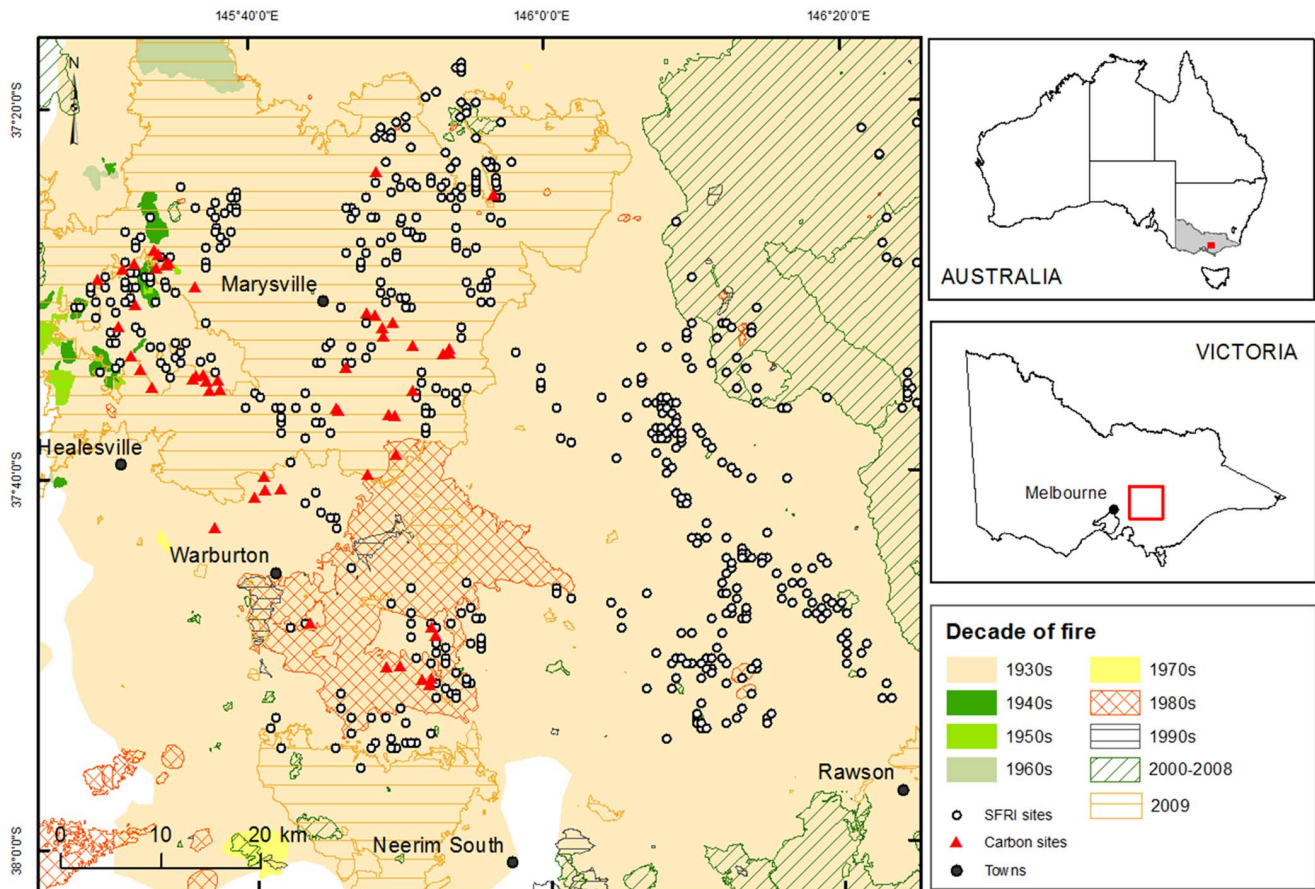 145°40'0"E
146°0'0"E
146°20'0"E
37°20'0"S
37°40'0"S
38°0'0"S
N
Marysville
Healesville
Warburton
Rawson
Neerim South
0 10 20 km
AUSTRALIA
VICTORIA
Melbourne
Decade of fire
1930s
1940s
1950s
1960s
1970s
1980s
1990s
2000-2008
2009
SFRI sites
Carbon sites
Towns